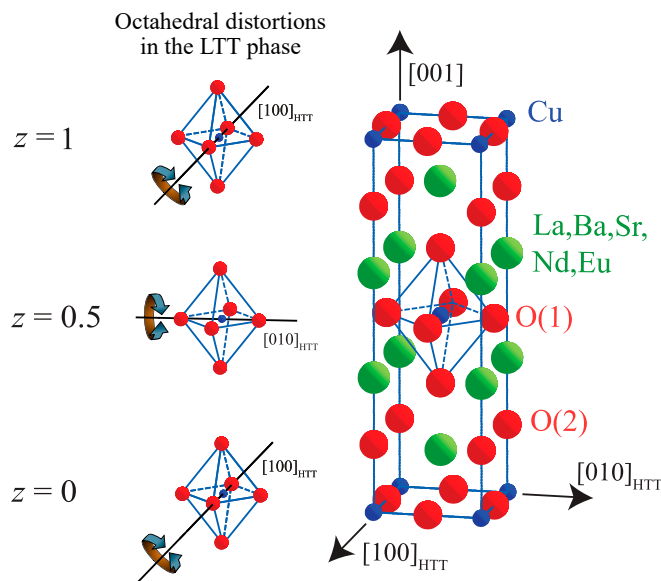 Octahedral distortions
in the LTT phase
[100]HTT
z = 1
z = 0.5
[010]HTT
[100]HTT
z = 0
[001]
Cu
La,Ba,Sr,
Nd,Eu
O(1)
O(2)
[010]HTT
[100]HTT